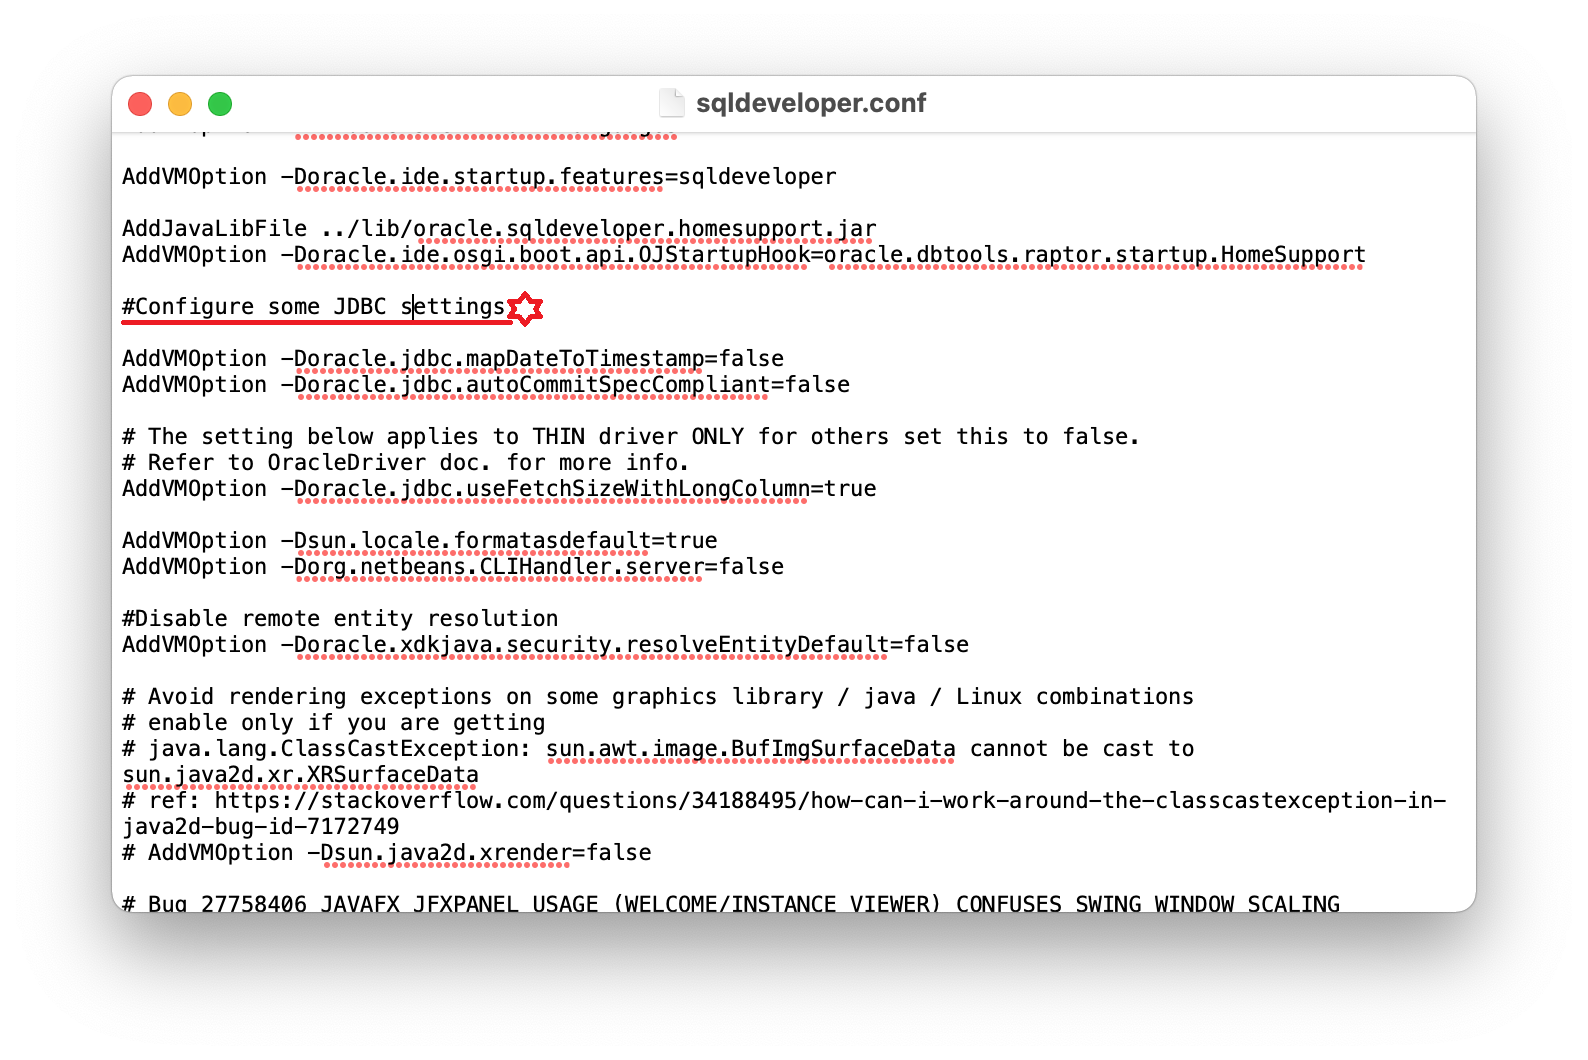 sqldeveloper.conf
AddVMOption -Doracle.ide.startup.features=sqldeveloper
AddJavaLibFile ../lib/oracle.sqldeveloper.homesupport.jar
AddVMOption -Doracle.ide.osgi.boot.api.OJStartupHook=oracle.dbtools.raptor.startup.HomeSupport
#Configure some JDBC settings
AddVMOption -Doracle.jdbc.mapDateToTimestamp=false
AddVMOption -Doracle.jdbc.autoCommitSpecCompliant=false
# The setting below applies to THIN driver ONLY for others set this to false.
# Refer to OracleDriver doc. for more info.
AddVMOption -Doracle.jdbc.useFetchSizeWithLongColumn=true
AddVMOption -Dsun.locale.formatasdefault=true
AddVMOption -Dorg.netbeans.CLIHandler.server=false
#Disable remote entity resolution
AddVMOption -Doracle.xdkjava.security.resolveEntityDefault=false
# Avoid rendering exceptions on some graphics library / java / Linux combinations
# enable only if you are getting
# java.lang.ClassCastException: sun.awt.image.BufImgSurfaceData cannot be cast to
sun.java2d.xr.XRSurfaceData
# ref: https://stackoverflow.com/questions/34188495/how-can-i-work-around-the-classcastexception-in-
java2d-bug-id-7172749
# AddVMOption -Dsun.java2d.xrender=false
# Bug 27758406 JAVAFX JFXPANEL USAGE (WELCOME/INSTANCE VIEWER) CONFUSES SWING WINDOW SCALING